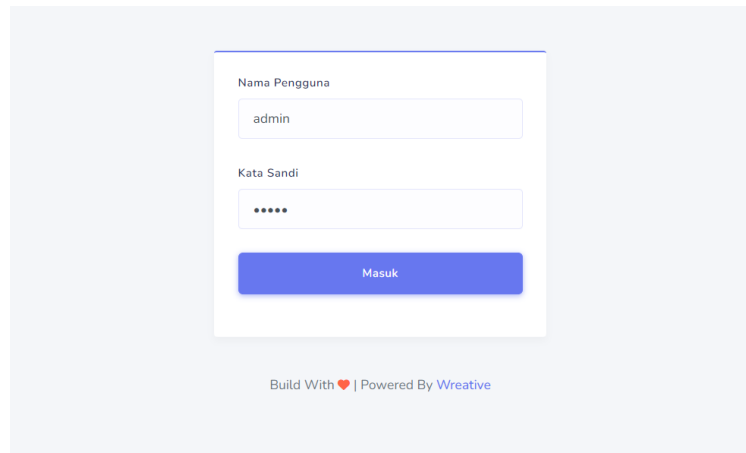 Nama Pengguna
admin
Kata Sandi
•••••
Masuk
Build With ❤ | Powered By Wreative